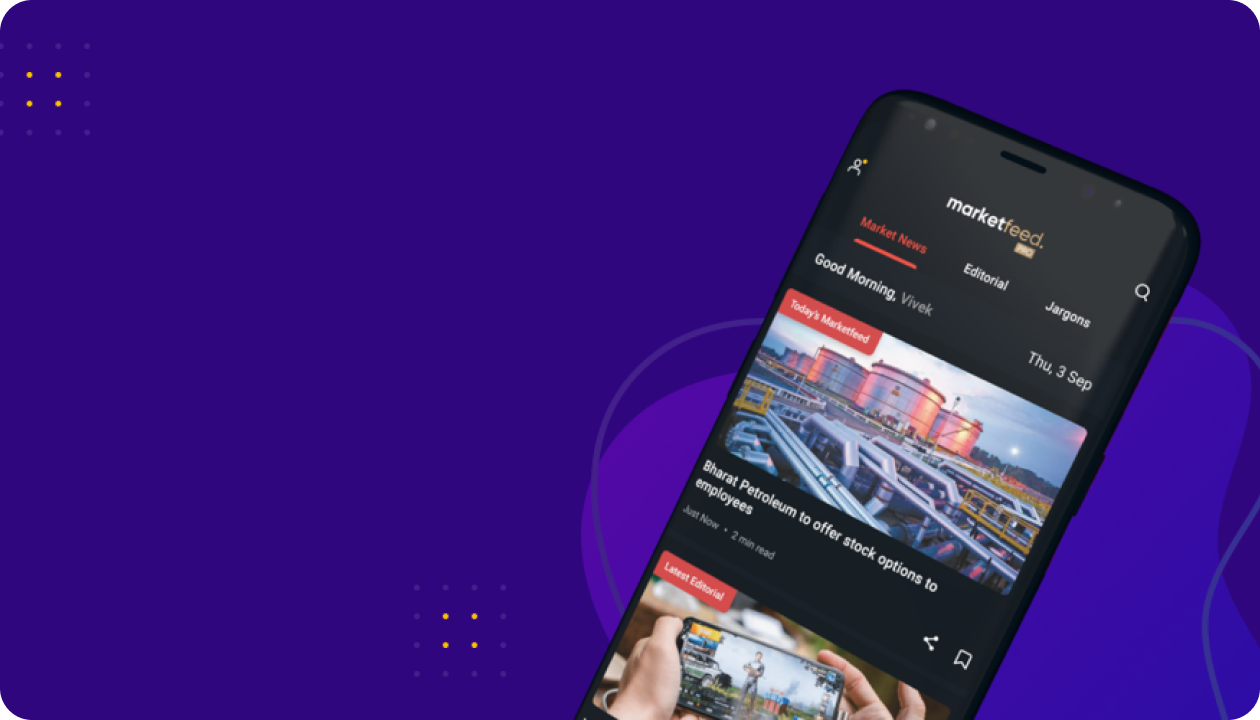 marketfeed.
PRO
Market News
Editorial
Jargons
Good Morning, Vivek
Thu, 3 Sep
Today's Marketfeed
Bharat Petroleum to offer stock options to
employees
Just Now • 2 min read
Latest Editorial